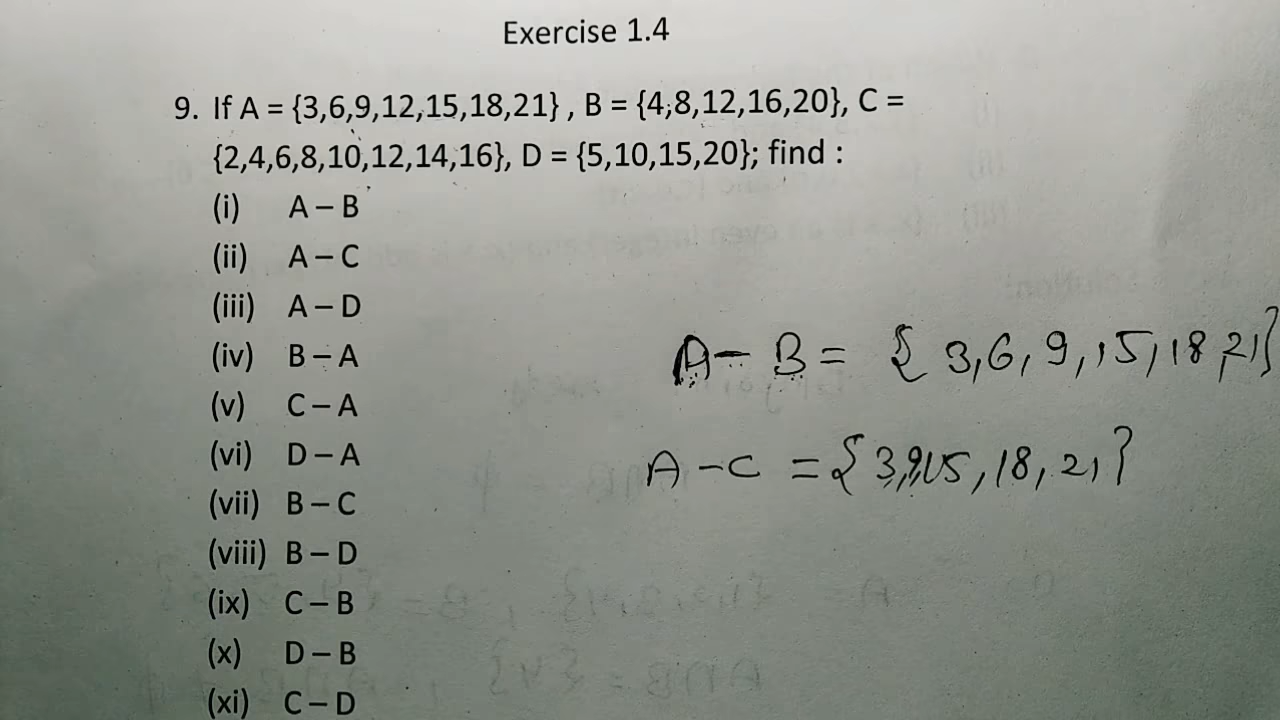 Exercise 1.4
9. If A = {3,6,9,12,15,18,21} , B = {4,8,12,16,20}, C =
{2,4,6,8,10,12,14,16}, D = {5,10,15,20}; find :
(i) A – B
(ii) A – C
(iii) A – D
(iv) B – A
(v) C – A
(vi) D – A
(vii) B – C
(viii) B – D
(ix) C – B
(x) D – B
(xi) C – D
A – B = { 3,6,9,15,18,21}
A – C = {3,9,15,18,21}